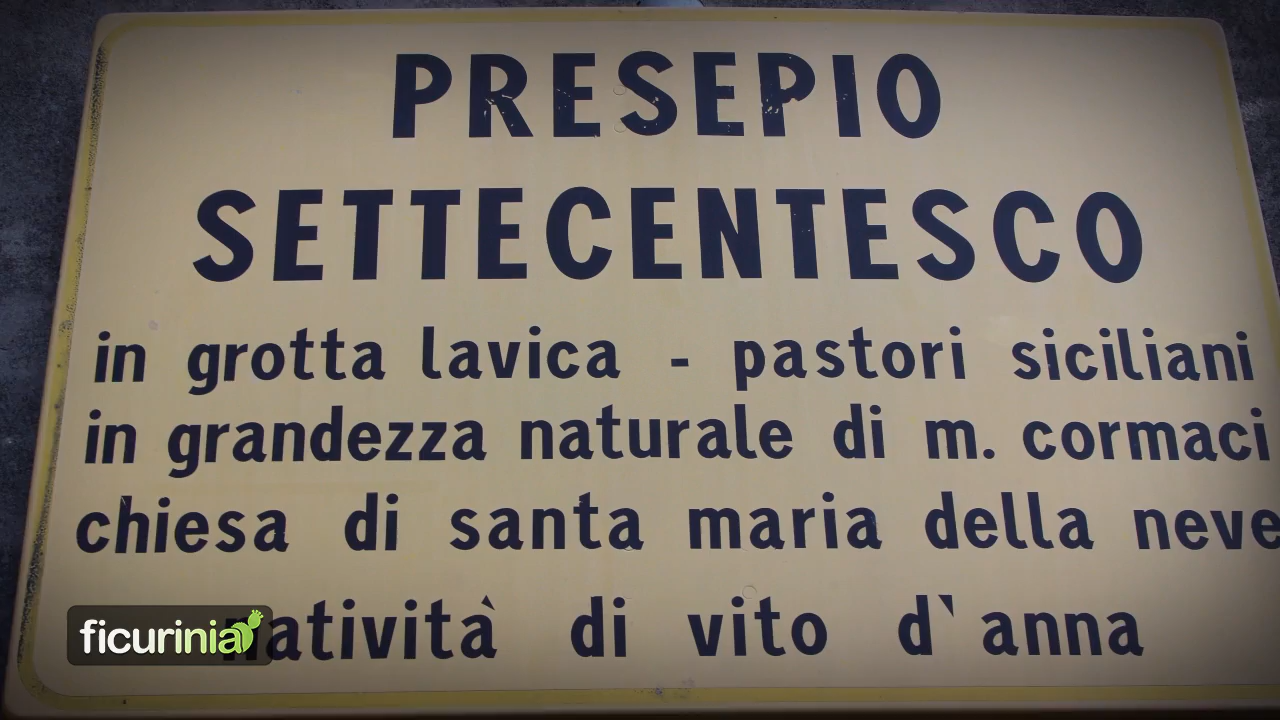 PRESEPIO
SETTECENTESCO
in grotta lavica - pastori siciliani
in grandezza naturale di m. cormaci
chiesa di santa maria della neve
natività di vito d`anna
ficurinia